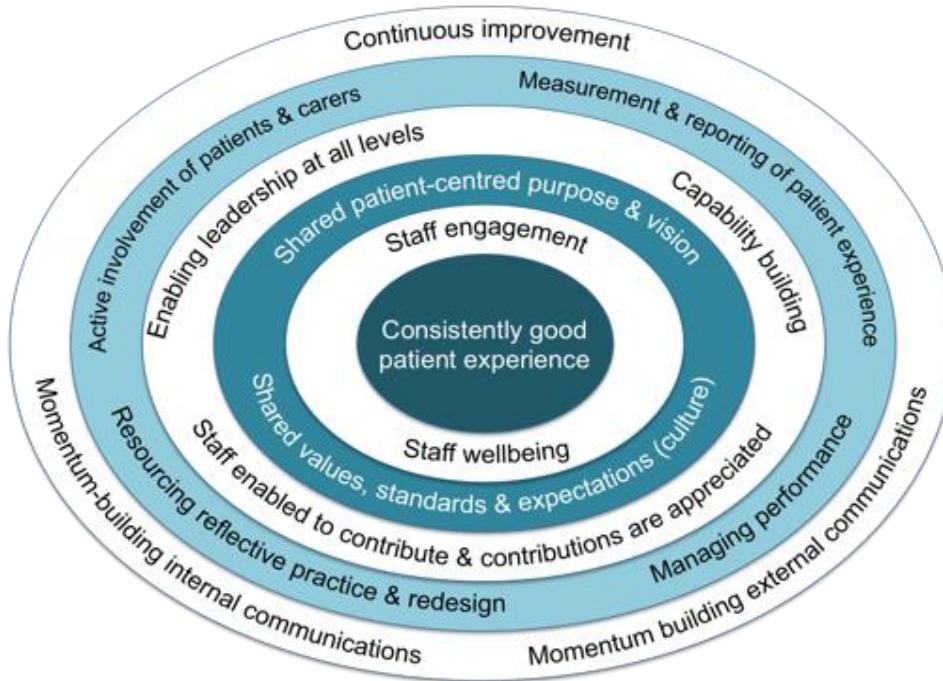 Continuous improvement
Active involvement of patients & carers
Measurement & reporting of patient experience
Enabling leadership at all levels
Capability building
Shared patient-centred purpose & vision
Staff engagement
Consistently good
patient experience
Staff wellbeing
Shared values, standards & expectations (culture)
Staff enabled to contribute & contributions are appreciated
Resourcing reflective practice & redesign
Managing performance
Momentum-building internal communications
Momentum building external communications